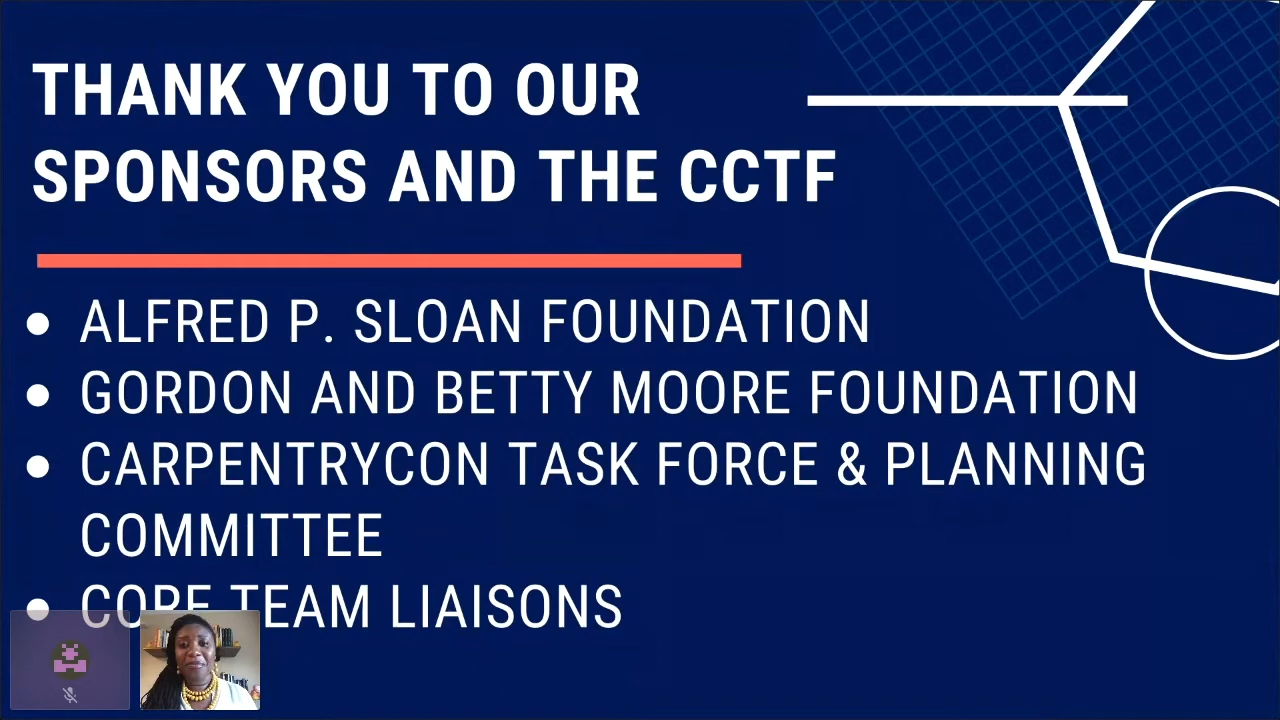 THANK YOU TO OUR
SPONSORS AND THE CCTF
• ALFRED P. SLOAN FOUNDATION
• GORDON AND BETTY MOORE FOUNDATION
• CARPENTRYCON TASK FORCE & PLANNING
COMMITTEE
• CORE TEAM LIAISONS